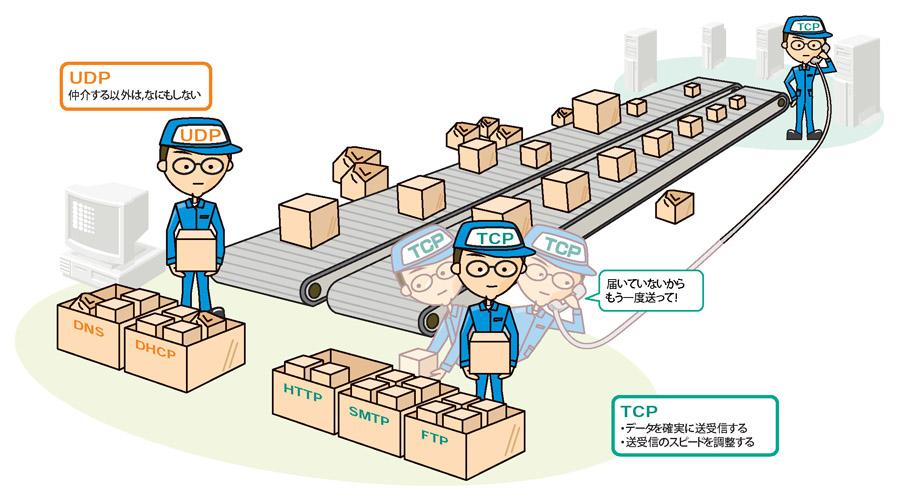 UDP
仲介する以外は,なにもしない
UDP
DNS
DHCP
TCP
TCP
TCP
TCP
届いていないから
もう一度送って!
HTTP
SMTP
FTP
TCP
・データを確実に送受信する
・送受信のスピードを調整する